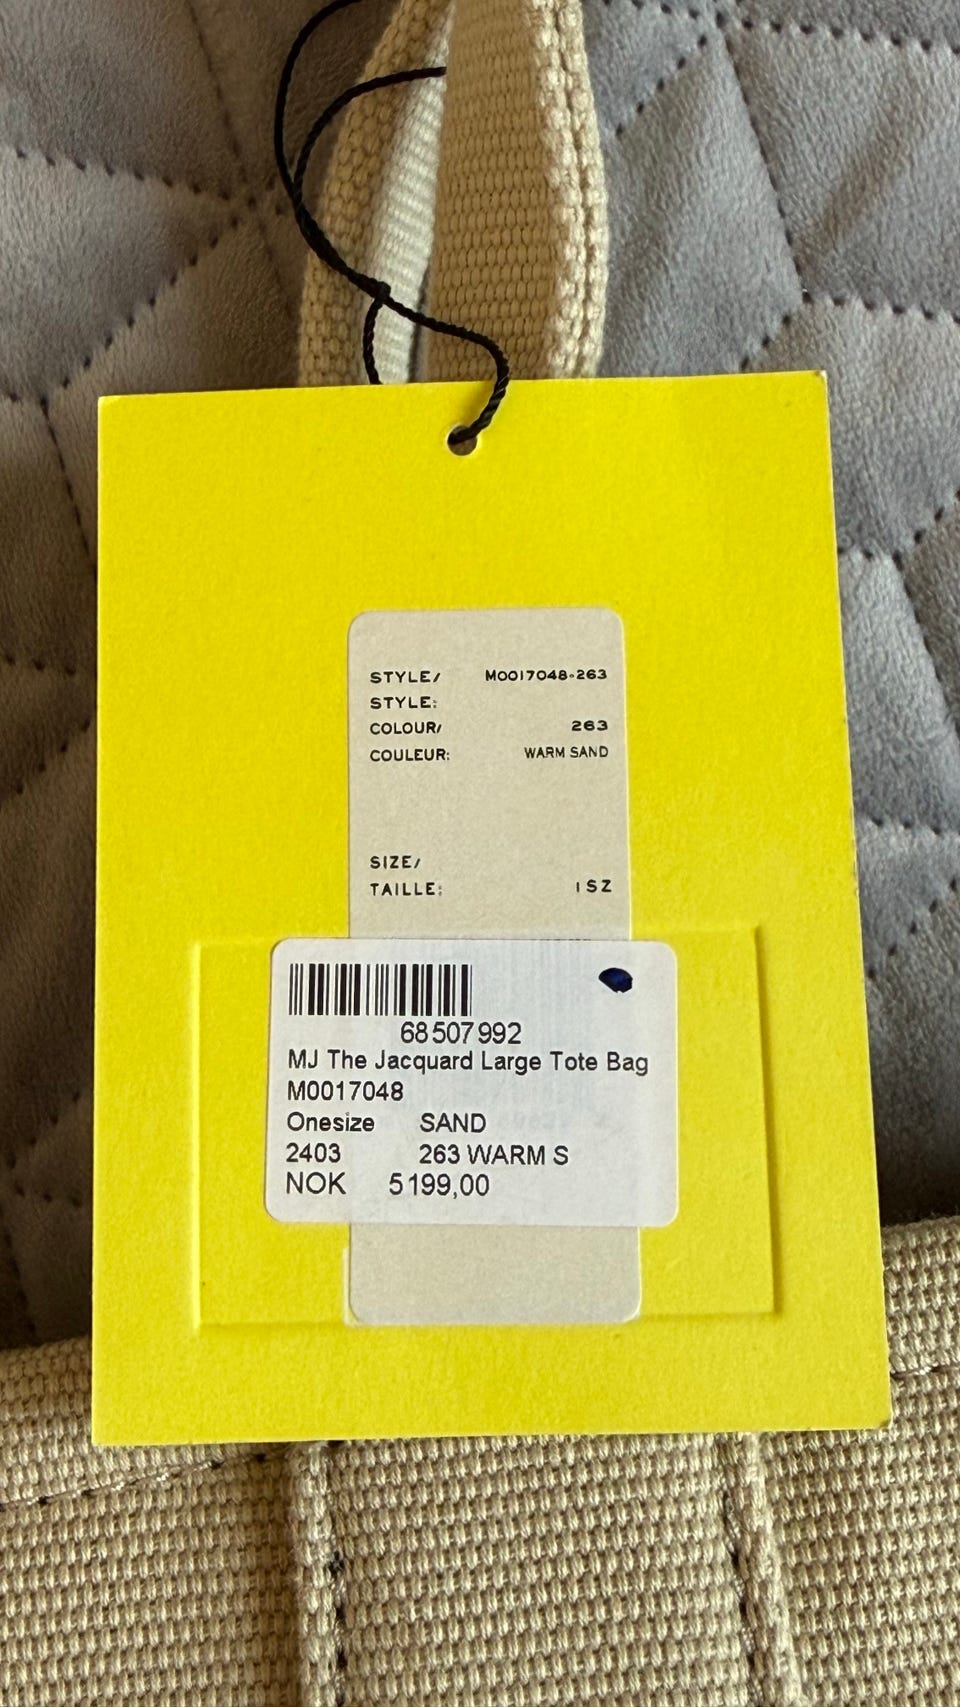 STYLE/ M0017048-263
STYLE:
COLOUR/ 263
COULEUR: WARM SAND
SIZE/
TAILLE: 1SZ
68507992
MJ The Jacquard Large Tote Bag
M0017048
Onesize SAND
2403 263 WARM S
NOK 5199,00